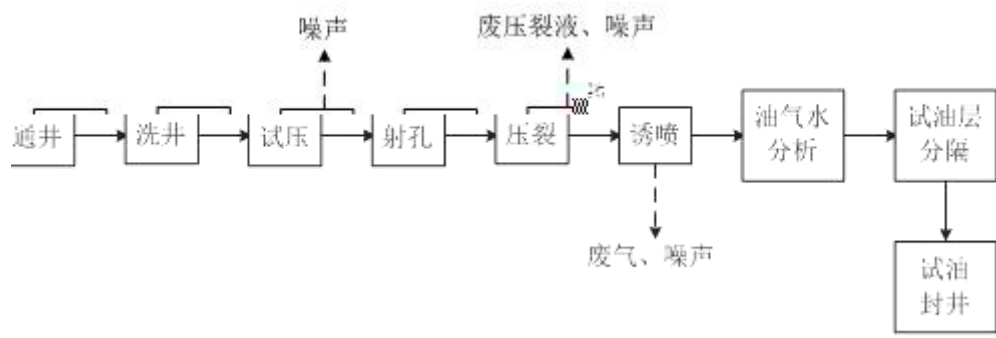 噪声
废压裂液、噪声
通井
洗井
试压
射孔
压裂
诱喷
油气水
分析
试油层
分隔
废气、噪声
试油
封井